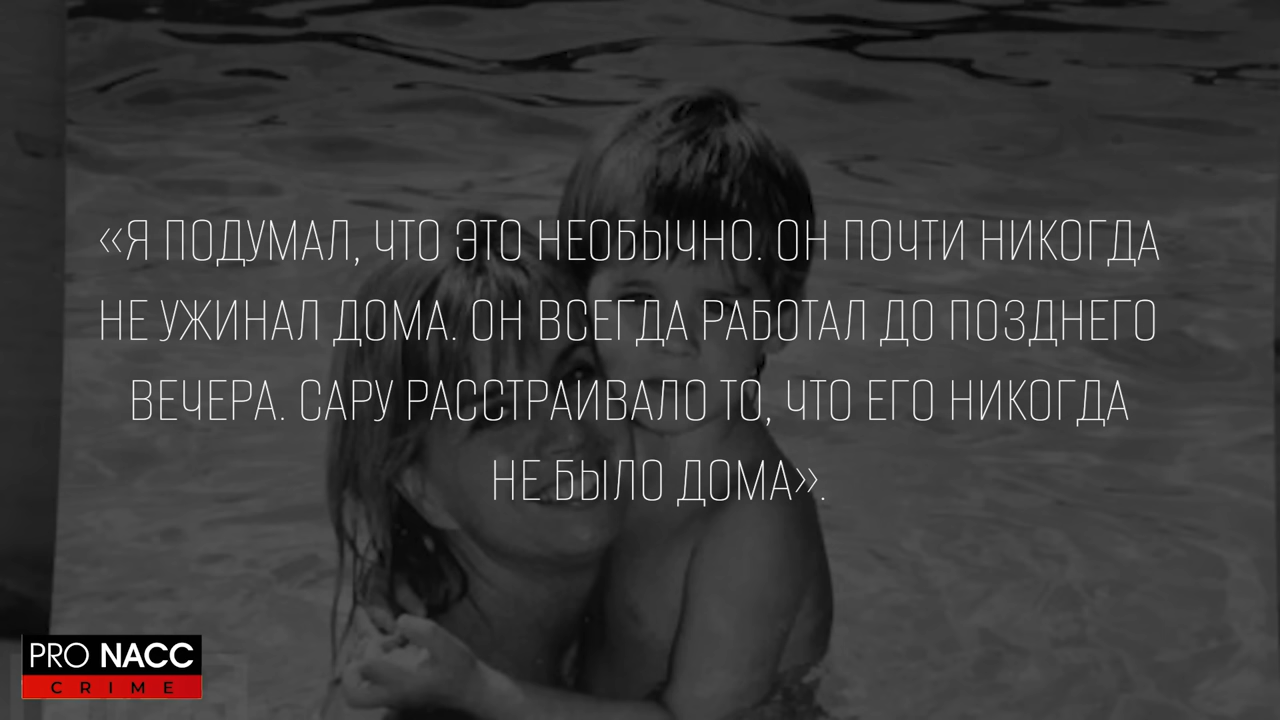 «Я ПОДУМАЛ, ЧТО ЭТО НЕОБЫЧНО. ОН ПОЧТИ НИКОГДА
НЕ УЖИНАЛ ДОМА. ОН ВСЕГДА РАБОТАЛ ДО ПОЗДНЕГО
ВЕЧЕРА. САРУ РАССТРАИВАЛО ТО, ЧТО ЕГО НИКОГДА
НЕ БЫЛО ДОМА».
PRO NACC
CRIME